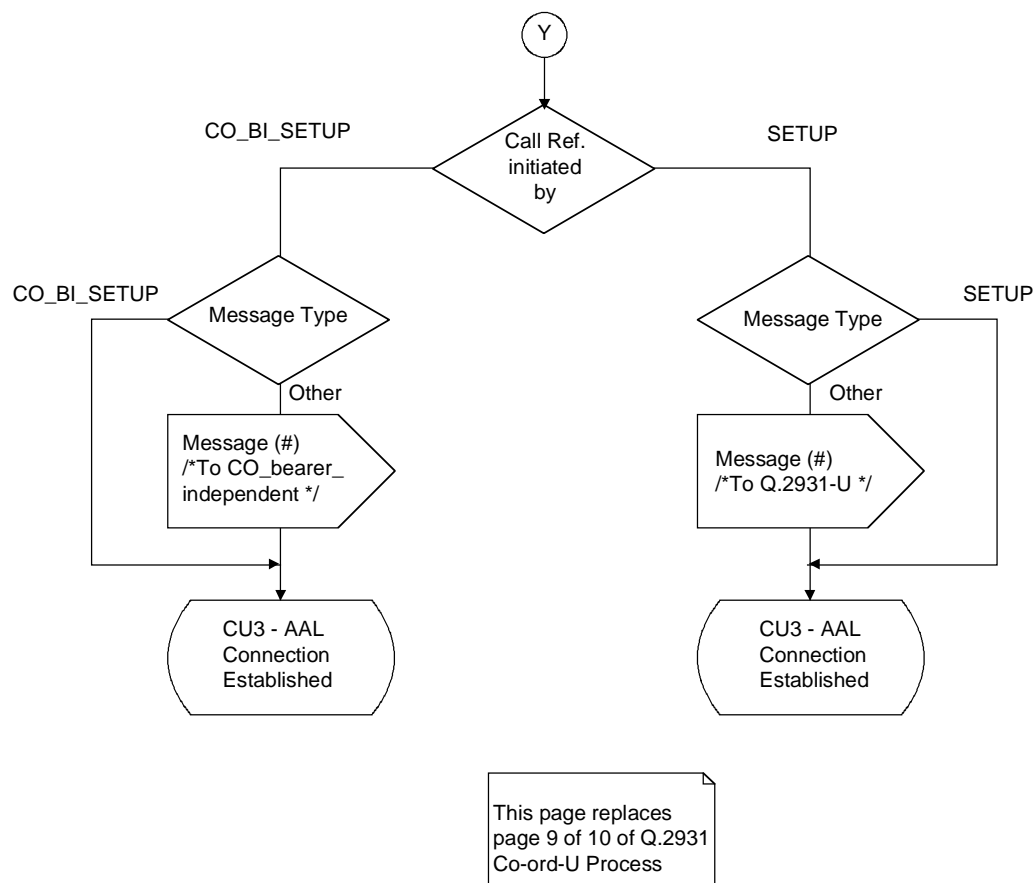 Y
CO_BI_SETUP
Call Ref.
initiated
by
SETUP
CO_BI_SETUP
Message Type
Message Type
SETUP
Other
Other
Message (#)
/*To CO_bearer_
independent */
Message (#)
/*To Q.2931-U */
CU3 - AAL
Connection
Established
CU3 - AAL
Connection
Established
This page replaces
page 9 of 10 of Q.2931
Co-ord-U Process